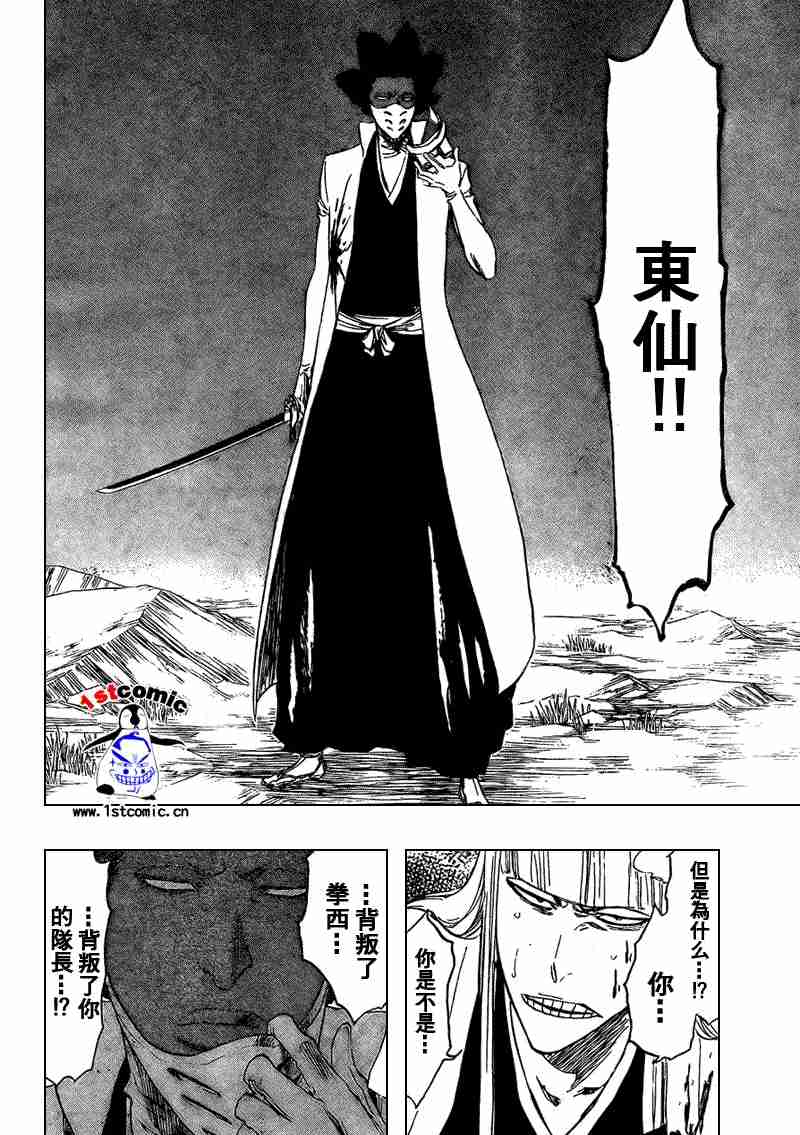 東仙!!
1stcomic
www.1stcomic.cn
但是為什么…!?
你…
你是不是…
…背叛了
拳西…
…背叛了你
的隊長…!?